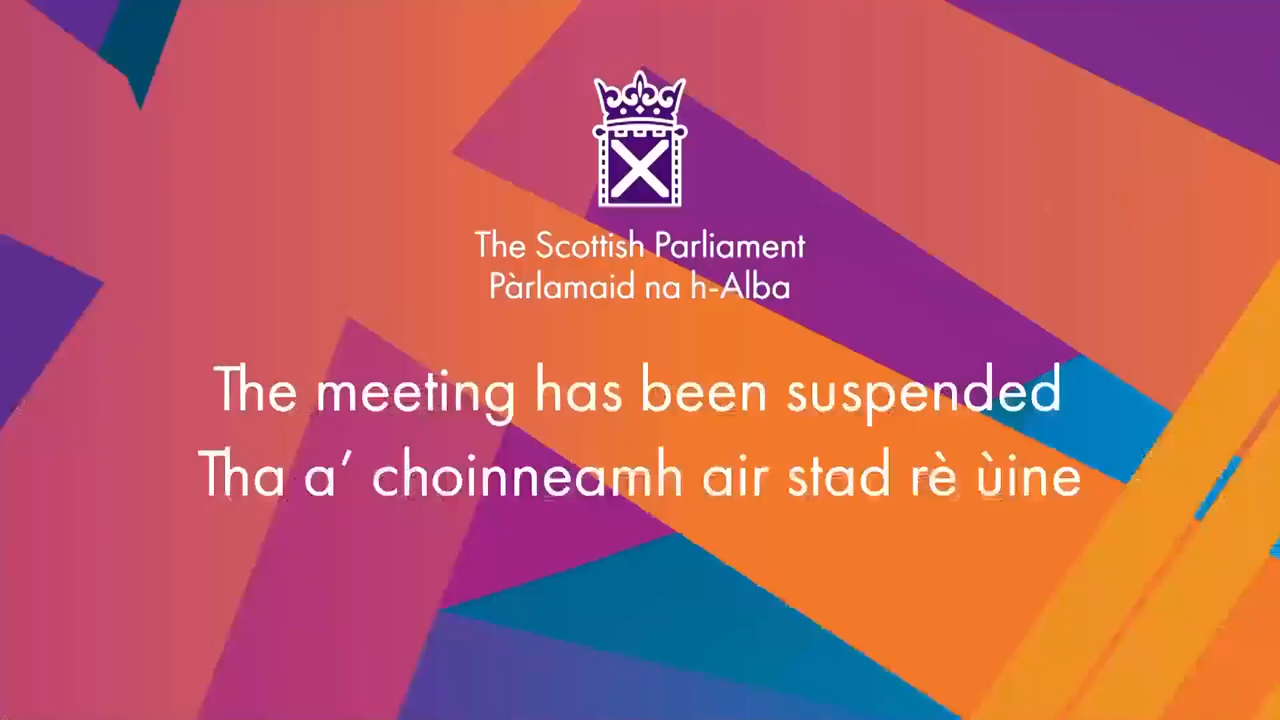 The Scottish Parliament
Pàrlamaid na h-Alba
The meeting has been suspended
Tha a’ choinneamh air stad rè ùine